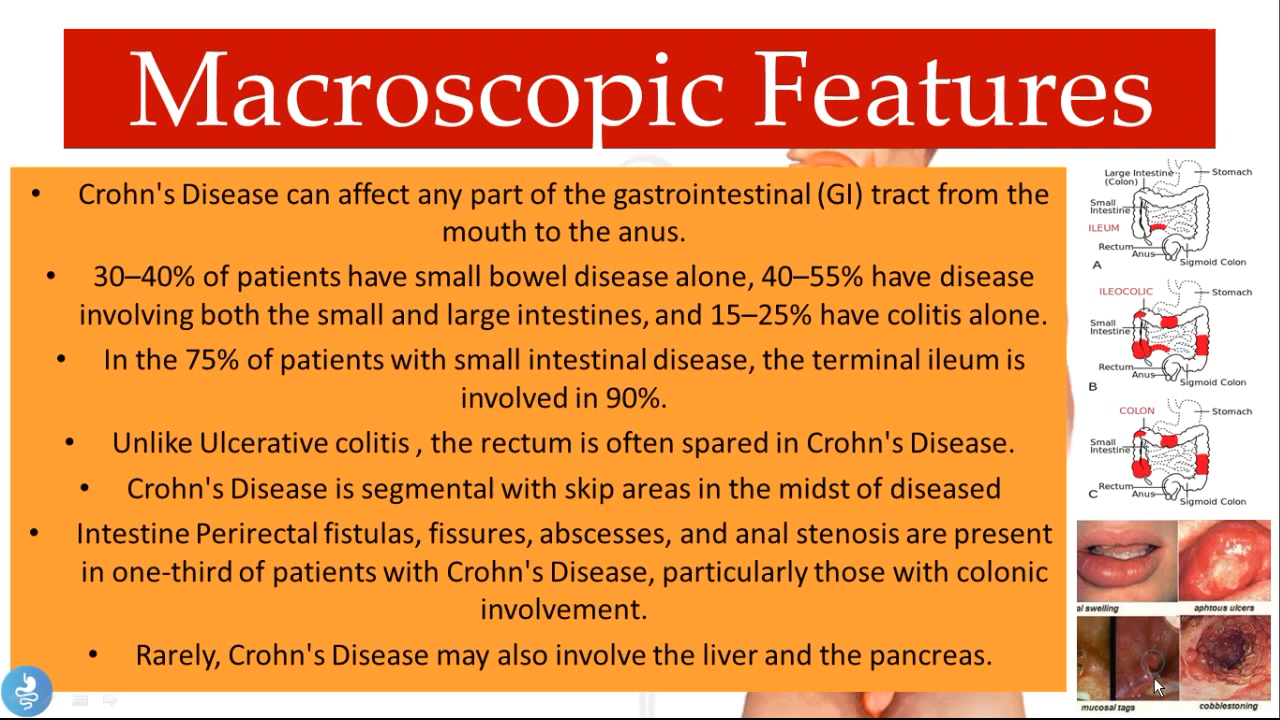 Macroscopic Features
• Crohn's Disease can affect any part of the gastrointestinal (GI) tract from the
mouth to the anus.
• 30–40% of patients have small bowel disease alone, 40–55% have disease
involving both the small and large intestines, and 15–25% have colitis alone.
• In the 75% of patients with small intestinal disease, the terminal ileum is
involved in 90%.
• Unlike Ulcerative colitis , the rectum is often spared in Crohn's Disease.
• Crohn's Disease is segmental with skip areas in the midst of diseased
• Intestine Perirectal fistulas, fissures, abscesses, and anal stenosis are present
in one-third of patients with Crohn's Disease, particularly those with colonic
involvement.
• Rarely, Crohn's Disease may also involve the liver and the pancreas.
Large Intestine
(Colon)
Stomach
Small
Intestine
ILEUM
Rectum
Anus
Sigmoid Colon
A
ILEOCOLIC
Stomach
Small
Intestine
Rectum
Anus
Sigmoid Colon
B
COLON
Stomach
Small
Intestine
Rectum
Anus
Sigmoid Colon
C
al swelling
aphtous ulcers
mucosal tags
cobblestoning